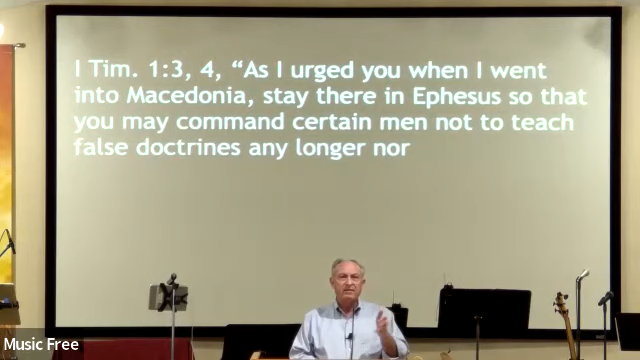 I Tim. 1:3, 4, “As I urged you when I went
into Macedonia, stay there in Ephesus so that
you may command certain men not to teach
false doctrines any longer nor
Music Free